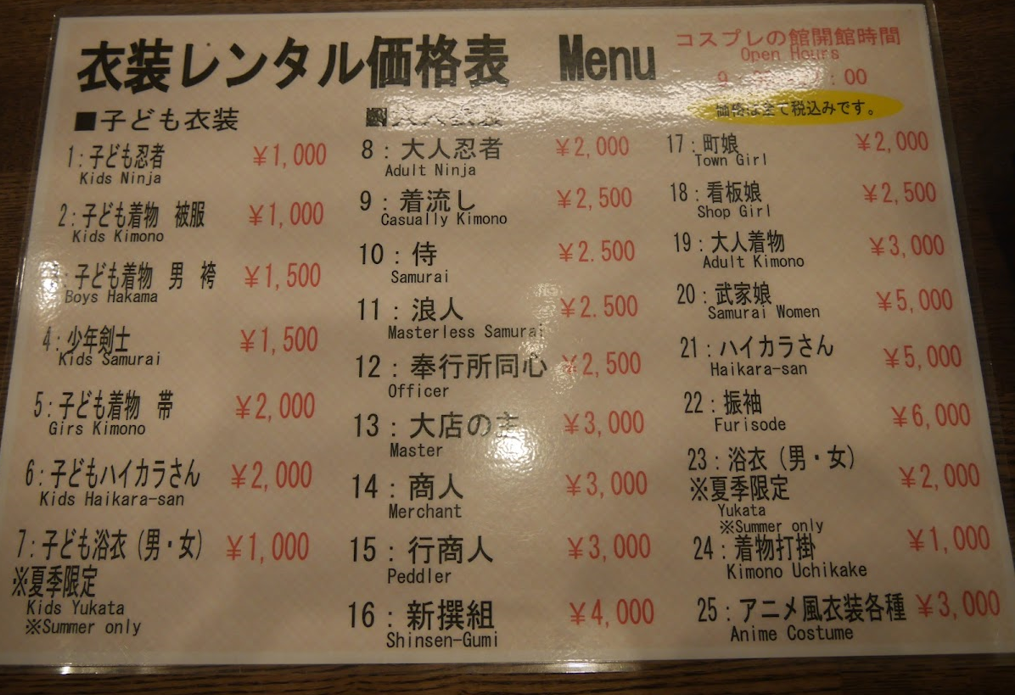 衣装レンタル価格表 Menu
コスプレの館開館時間
Open Hours
価格は全て税込みです。
■子ども衣装
1:子ども忍者 ¥1,000
Kids Ninja
2:子ども着物 被服 ¥1,000
Kids Kimono
:子ども着物 男 袴 ¥1,500
Boys Hakama
4:少年剣士 ¥1,500
Kids Samurai
5:子ども着物 帯 ¥2,000
Girs Kimono
6:子どもハイカラさん ¥2,000
Kids Haikara-san
7:子ども浴衣(男・女) ¥1,000
※夏季限定
Kids Yukata
※Summer only
8:大人忍者 ¥2,000
Adult Ninja
9:着流し ¥2,500
Casually Kimono
10:侍 ¥2.500
Samurai
11:浪人 ¥2.500
Masterless Samurai
12:奉行所同心 ¥2,500
Officer
13:大店の主 ¥3,000
Master
14:商人 ¥3,000
Merchant
15:行商人 ¥3,000
Peddler
16:新撰組 ¥4,000
Shinsen-Gumi
17:町娘 ¥2,000
Town Girl
18:看板娘 ¥2,500
Shop Girl
19:大人着物 ¥3,000
Adult Kimono
20:武家娘 ¥5,000
Samurai Women
21:ハイカラさん ¥5,000
Haikara-san
22:振袖 ¥6,000
Furisode
23:浴衣(男・女) ¥2,000
※夏季限定
Yukata
※Summer only
24:着物打掛 ¥1,000
Kimono Uchikake
25:アニメ風衣装各種 ¥3,000
Anime Costume